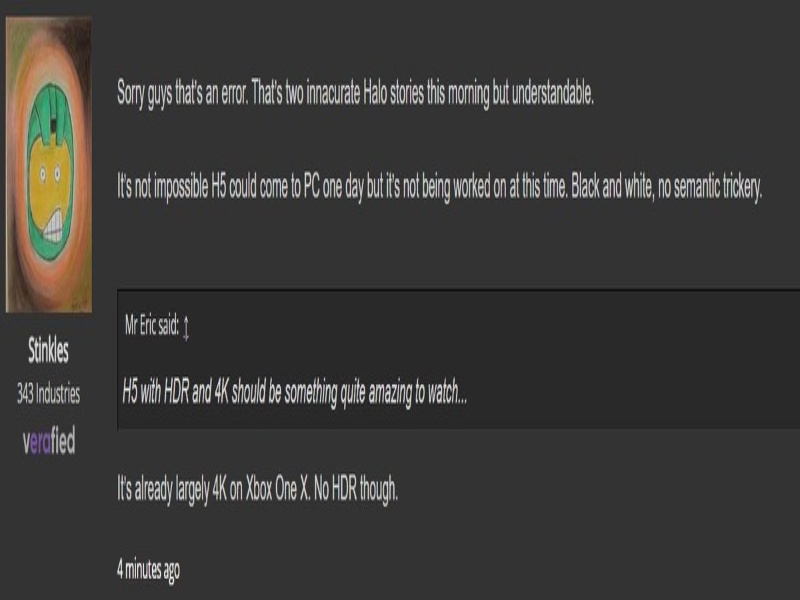 Sorry guys that's an error. That's two innacurate Halo stories this morning but understandable.
It's not impossible H5 could come to PC one day but it's not being worked on at this time. Black and white, no semantic trickery.
Mr Eric said: ↑
H5 with HDR and 4K should be something quite amazing to watch...
Stinkles
343 Industries
verafied
It's already largely 4K on Xbox One X. No HDR though.
4 minutes ago